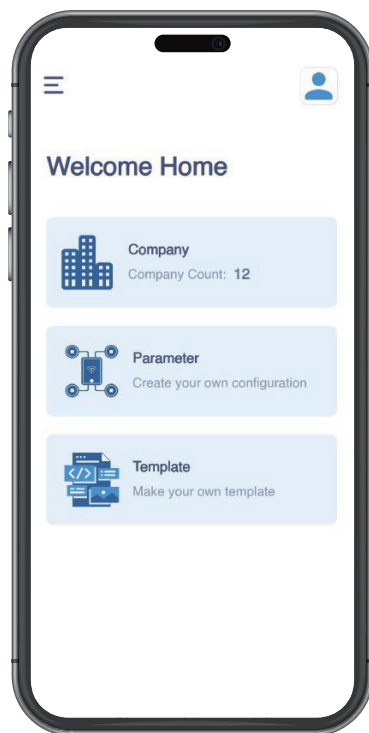 Welcome Home
Company
Company Count: 12
Parameter
Create your own configuration
Template
Make your own template